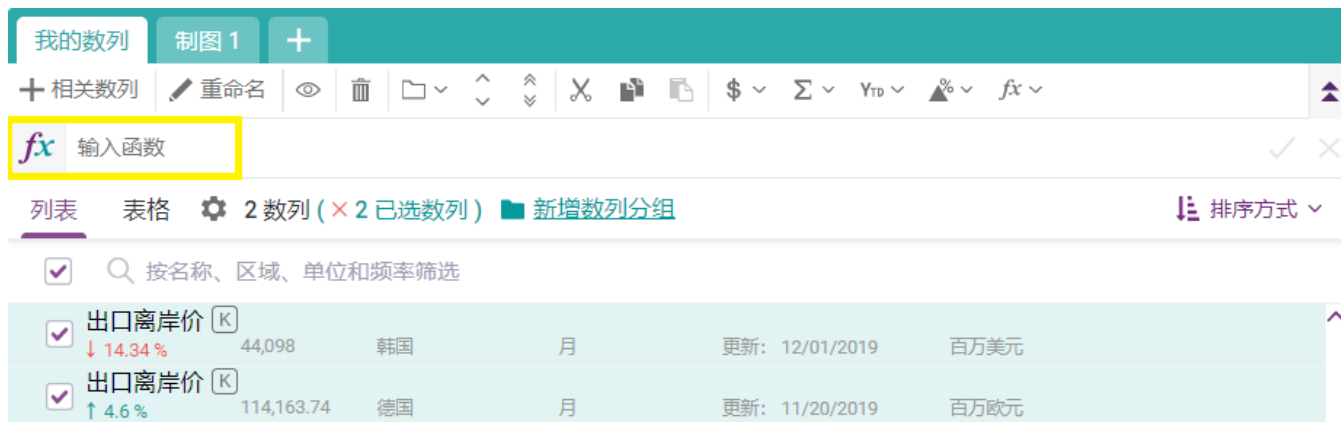 我的数列 制图 1 +
相关数列 重命名 $ Σ YTD % fx
fx 输入函数
列表 表格 2 数列 ( × 2 已选数列 ) 新增数列分组 排序方式
按名称、区域、单位和频率筛选
出口离岸价 K
↓ 14.34 % 44,098 韩国 月 更新: 12/01/2019 百万美元
出口离岸价 K
↑ 4.6 % 114,163.74 德国 月 更新: 11/20/2019 百万欧元